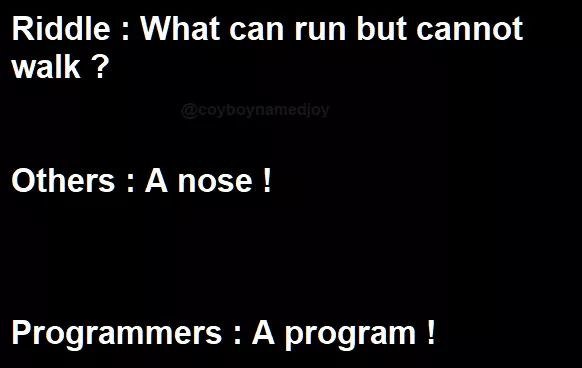 Riddle : What can run but cannot
walk ?
@coyboynamedjoy
Others : A nose !
Programmers : A program !